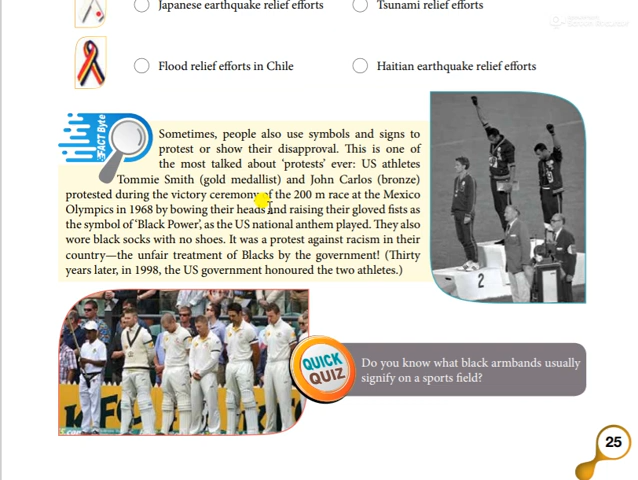 Japanese earthquake relief efforts
Tsunami relief efforts
Flood relief efforts in Chile
Haitian earthquake relief efforts
FACT Byte
Sometimes, people also use symbols and signs to
protest or show their disapproval. This is one of
the most talked about ‘protests’ ever: US athletes
Tommie Smith (gold medallist) and John Carlos (bronze)
protested during the victory ceremony of the 200 m race at the Mexico
Olympics in 1968 by bowing their heads and raising their gloved fists as
the symbol of ‘Black Power’, as the US national anthem played. They also
wore black socks with no shoes. It was a protest against racism in their
country—the unfair treatment of Blacks by the government! (Thirty
years later, in 1998, the US government honoured the two athletes.)
2
QUICK
QUIZ
Do you know what black armbands usually
signify on a sports field?
25